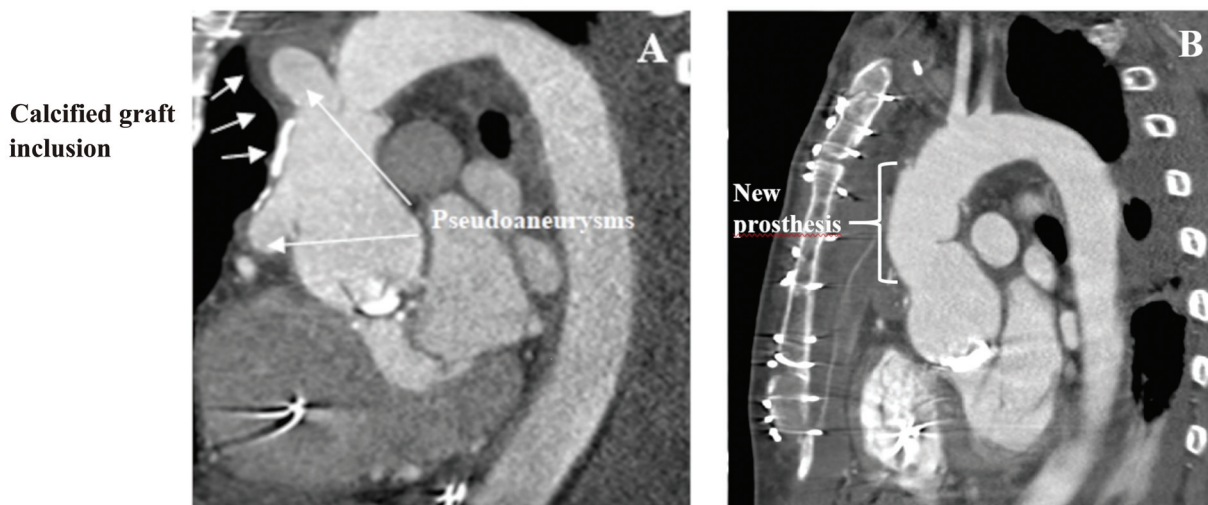 A
Calcified graft
inclusion
Pseudoaneurysms
B
New
prosthesis